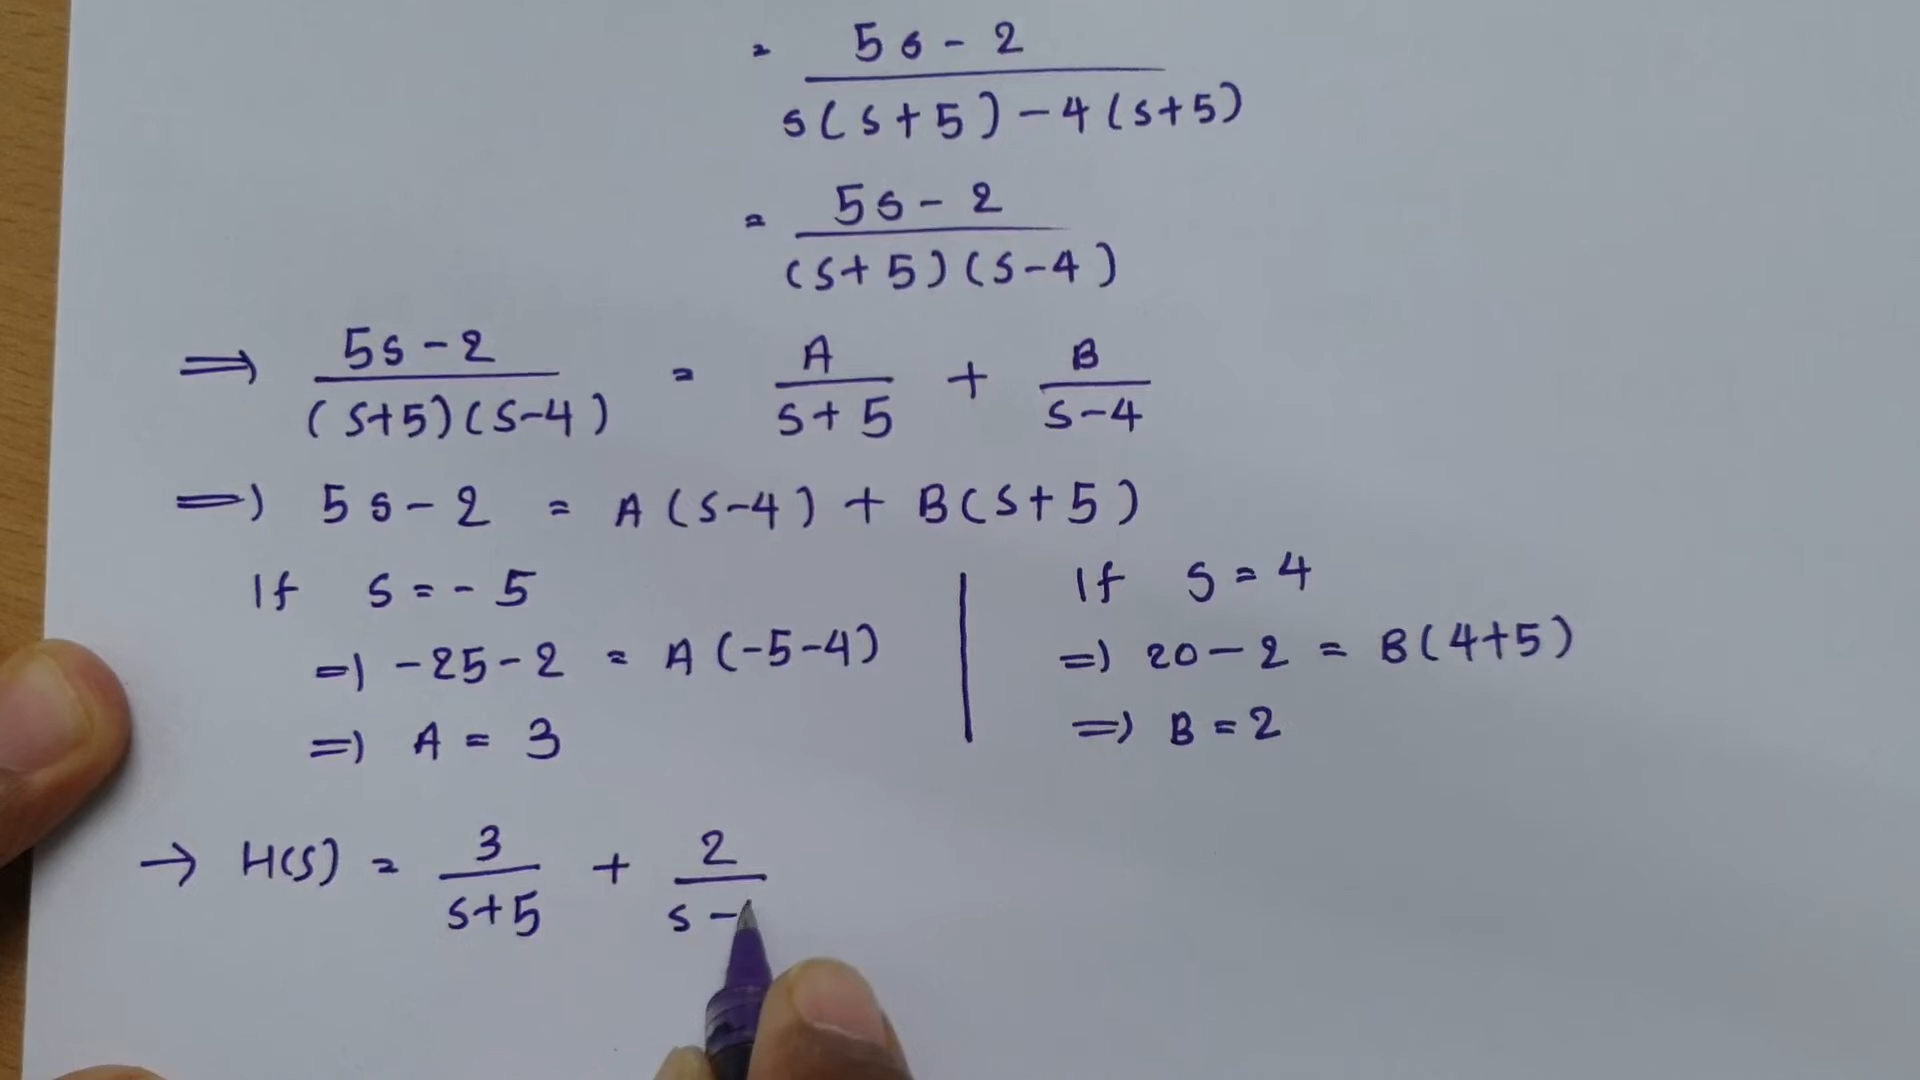 = 5s - 2 / s(s+5) - 4(s+5)
= 5s - 2 / (s+5)(s-4)
⇒ 5s-2 / (s+5)(s-4) = A / s+5 + B / s-4
⇒ 5s-2 = A(s-4) + B(s+5)
If s = -5
⇒ -25-2 = A(-5-4)
⇒ A = 3
If s = 4
⇒ 20-2 = B(4+5)
⇒ B = 2
→ H(s) = 3 / s+5 + 2 / s-